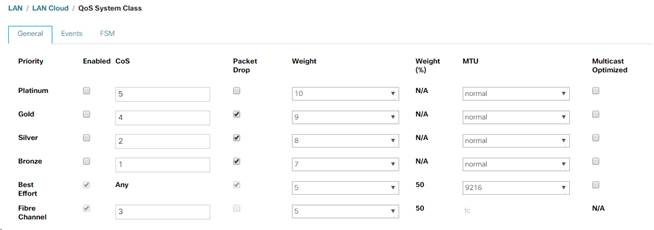 LAN / LAN Cloud / QoS System Class
General Events FSM
Priority Enabled CoS Packet Drop Weight Weight (%) MTU Multicast Optimized
Platinum 5 10 N/A normal
Gold 4 9 N/A normal
Silver 2 8 N/A normal
Bronze 1 7 N/A normal
Best Effort Any 5 50 9216
Fibre Channel 3 5 50 fc N/A